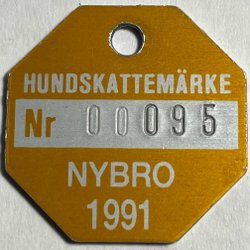 HUNDSKATTEMÄRKE
Nr 00095
NYBRO
1991